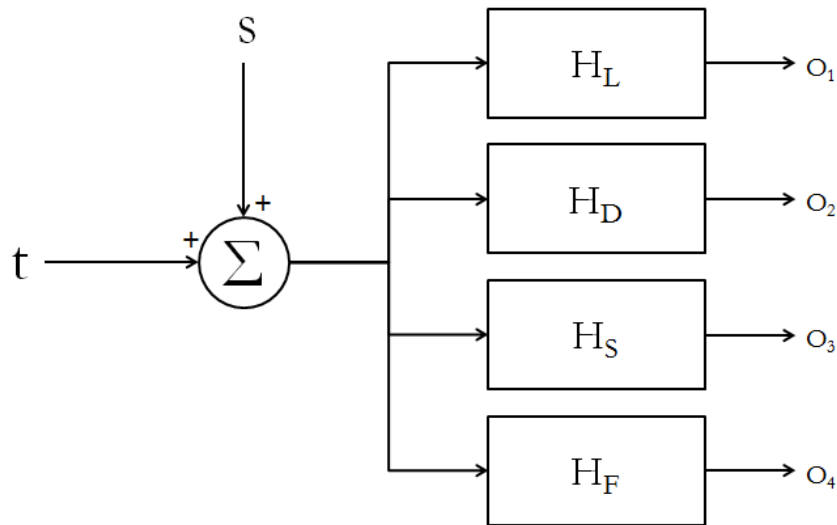 S
H_L
O_1
+
H_D
O_2
+
t
Σ
H_S
O_3
H_F
O_4